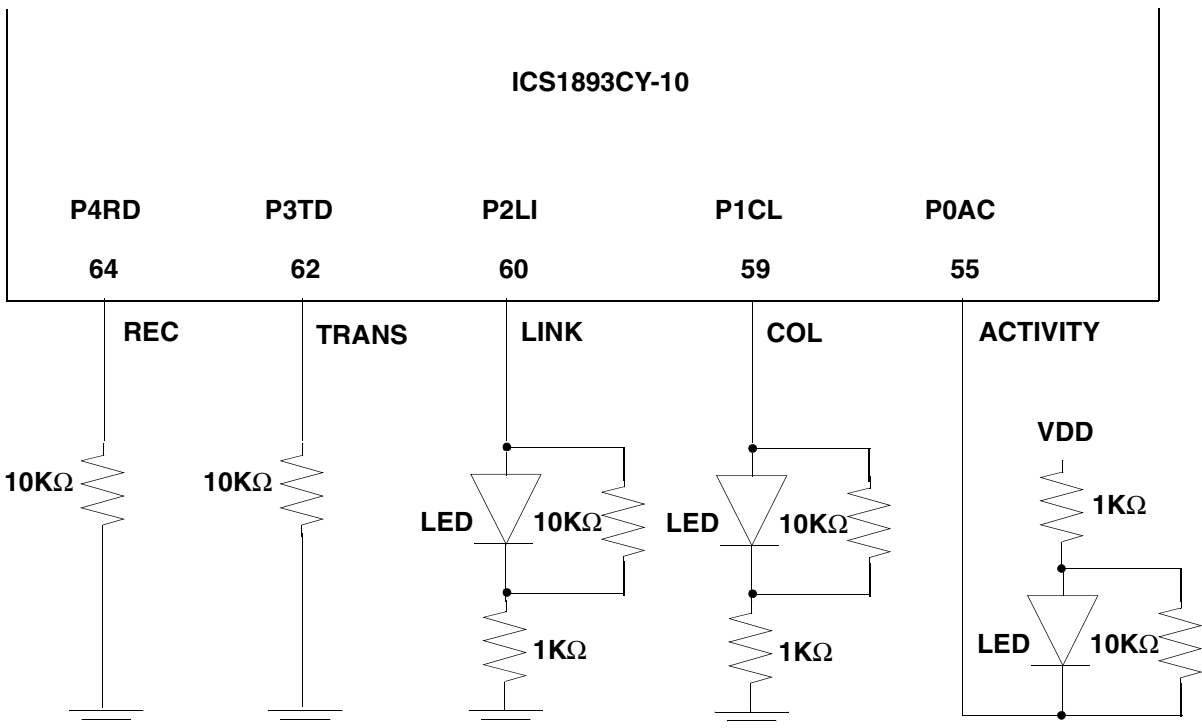 ICS1893CY-10
P4RD P3TD P2LI P1CL P0AC
64 62 60 59 55
REC TRANS LINK COL ACTIVITY
VDD
10KΩ 10KΩ 1KΩ
LED 10KΩ LED 10KΩ
1KΩ 1KΩ LED 10KΩ